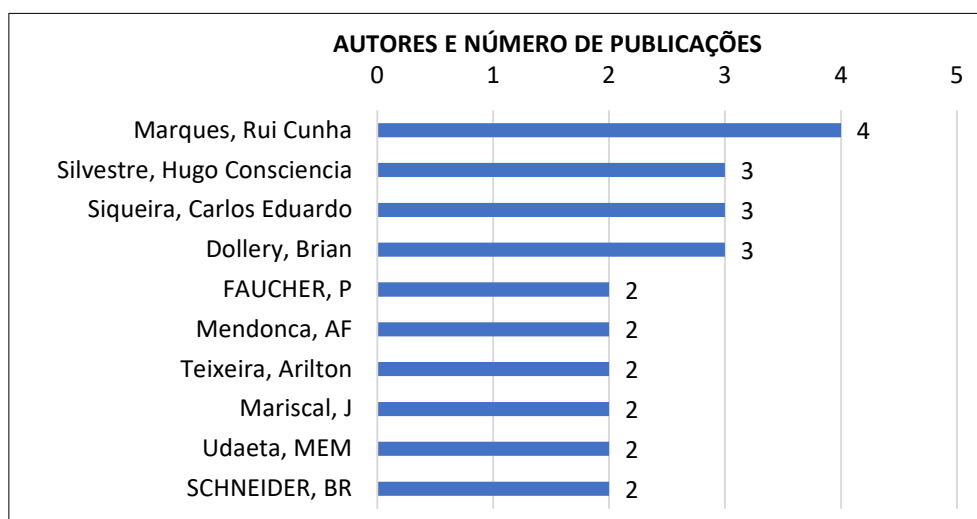 AUTORES E NÚMERO DE PUBLICAÇÕES
0 1 2 3 4 5
Marques, Rui Cunha 4
Silvestre, Hugo Consciencia 3
Siqueira, Carlos Eduardo 3
Dollery, Brian 3
FAUCHER, P 2
Mendonca, AF 2
Teixeira, Arilton 2
Mariscal, J 2
Udaeta, MEM 2
SCHNEIDER, BR 2